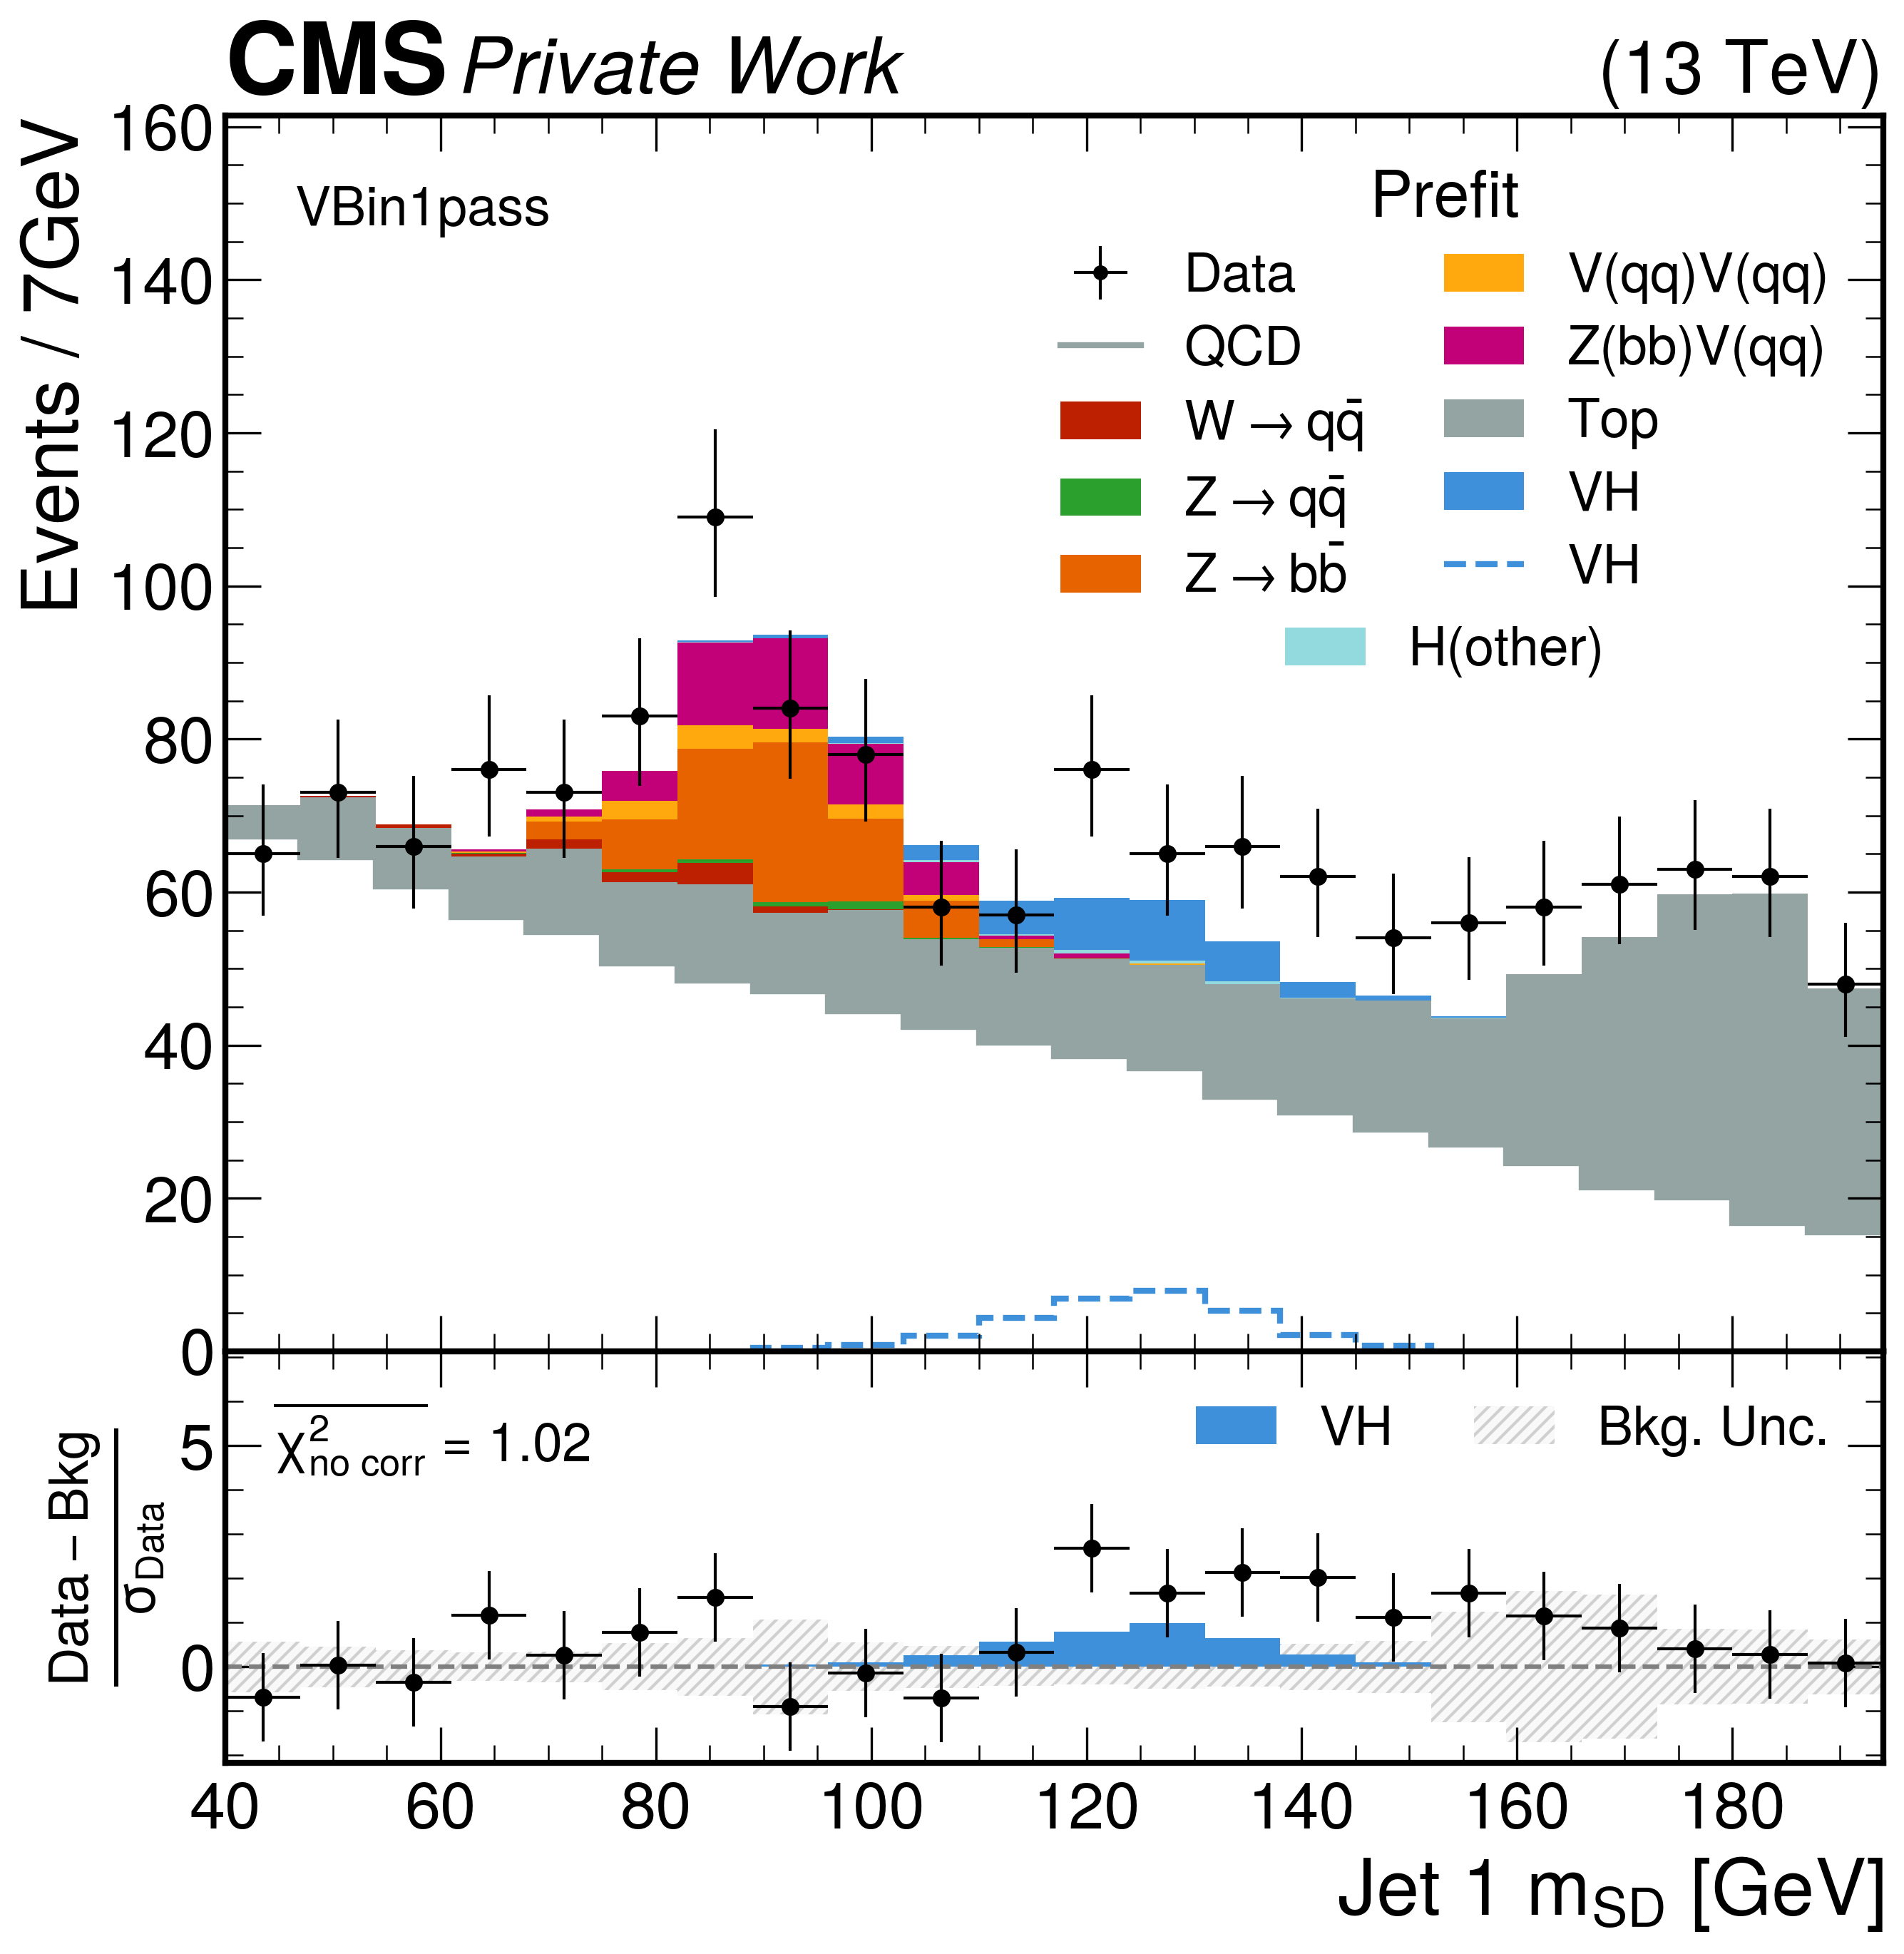 CMS Private Work (13 TeV)
Events / 7GeV
160
140
120
100
80
60
40
20
0
VBin1pass
Prefit
Data
QCD
W → qq̄
Z → qq̄
Z → bb̄
V(qq)V(qq)
Z(bb)V(qq)
Top
VH
VH
H(other)
Data − Bkg
σData
5
0
χ²no corr = 1.02
VH
Bkg. Unc.
40 60 80 100 120 140 160 180
Jet 1 mSD [GeV]